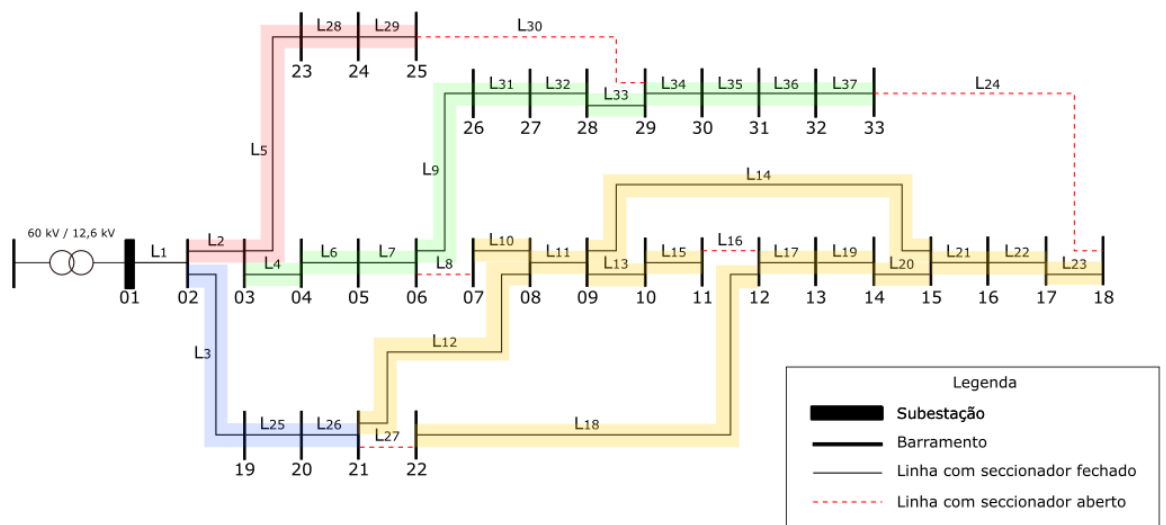 L28 L29 L30
23 24 25
L31 L32 L33 L34 L35 L36 L37 L24
26 27 28 29 30 31 32 33
L5 L9 L14
60 kV / 12,6 kV
L1 L2 L4 L6 L7 L8 L10 L11 L13 L15 L16 L17 L19 L20 L21 L22 L23
01 02 03 04 05 06 07 08 09 10 11 12 13 14 15 16 17 18
L3 L12
L25 L26 L27 L18
19 20 21 22
Legenda
Subestação
Barramento
Linha com seccionador fechado
Linha com seccionador aberto